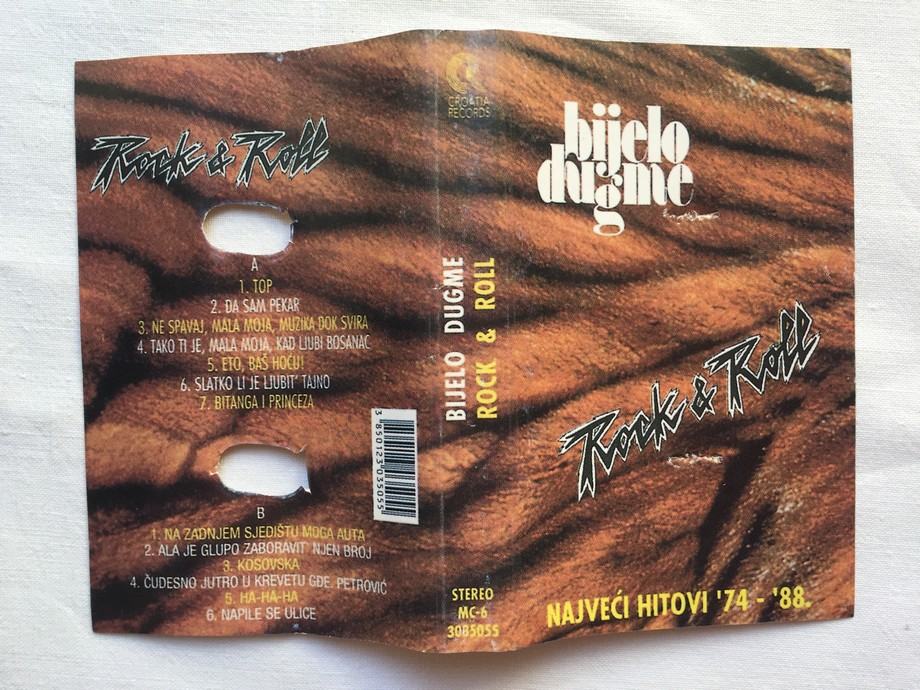 Rock & Roll
A
1. TOP
2. DA SAM PEKAR
3. NE SPAVAJ, MALA MOJA, MUZIKA DOK SVIRA
4. TAKO TI JE, MALA MOJA, KAD LJUBI BOSANAC
5. ETO, BAŠ HOĆU!
6. SLATKO LI JE LJUBIT' TAJNO
7. BITANGA I PRINCEZA
3 850123 035055
B
1. NA ZADNJEM SJEDIŠTU MOGA AUTA
2. ALA JE GLUPO ZABORAVIT' NJEN BROJ
3. KOSOVSKA
4. ČUDESNO JUTRO U KREVETU GĐE. PETROVIĆ
5. HA-HA-HA
6. NAPILE SE ULICE
CROATIA
RECORDS
BIJELO DUGME
ROCK & ROLL
STEREO
MC-6
3085055
bijelo
dugme
Rock & Roll
NAJVEĆI HITOVI '74 - '88.